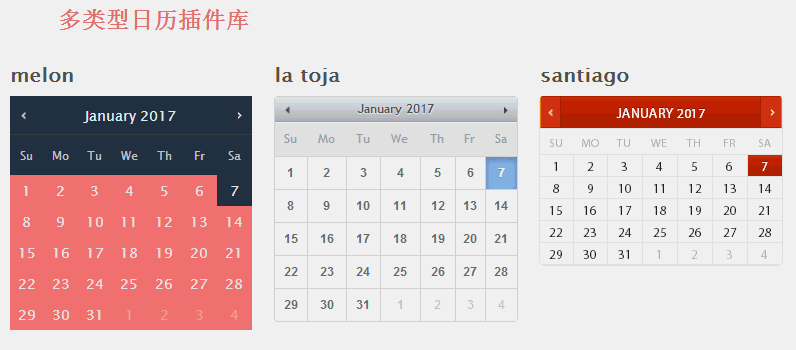 多类型日历插件库
melon
January 2017
Su Mo Tu We Th Fr Sa
1 2 3 4 5 6 7
8 9 10 11 12 13 14
15 16 17 18 19 20 21
22 23 24 25 26 27 28
29 30 31 1 2 3 4
la toja
January 2017
Su Mo Tu We Th Fr Sa
1 2 3 4 5 6 7
8 9 10 11 12 13 14
15 16 17 18 19 20 21
22 23 24 25 26 27 28
29 30 31 1 2 3 4
santiago
JANUARY 2017
SU MO TU WE TH FR SA
1 2 3 4 5 6 7
8 9 10 11 12 13 14
15 16 17 18 19 20 21
22 23 24 25 26 27 28
29 30 31 1 2 3 4